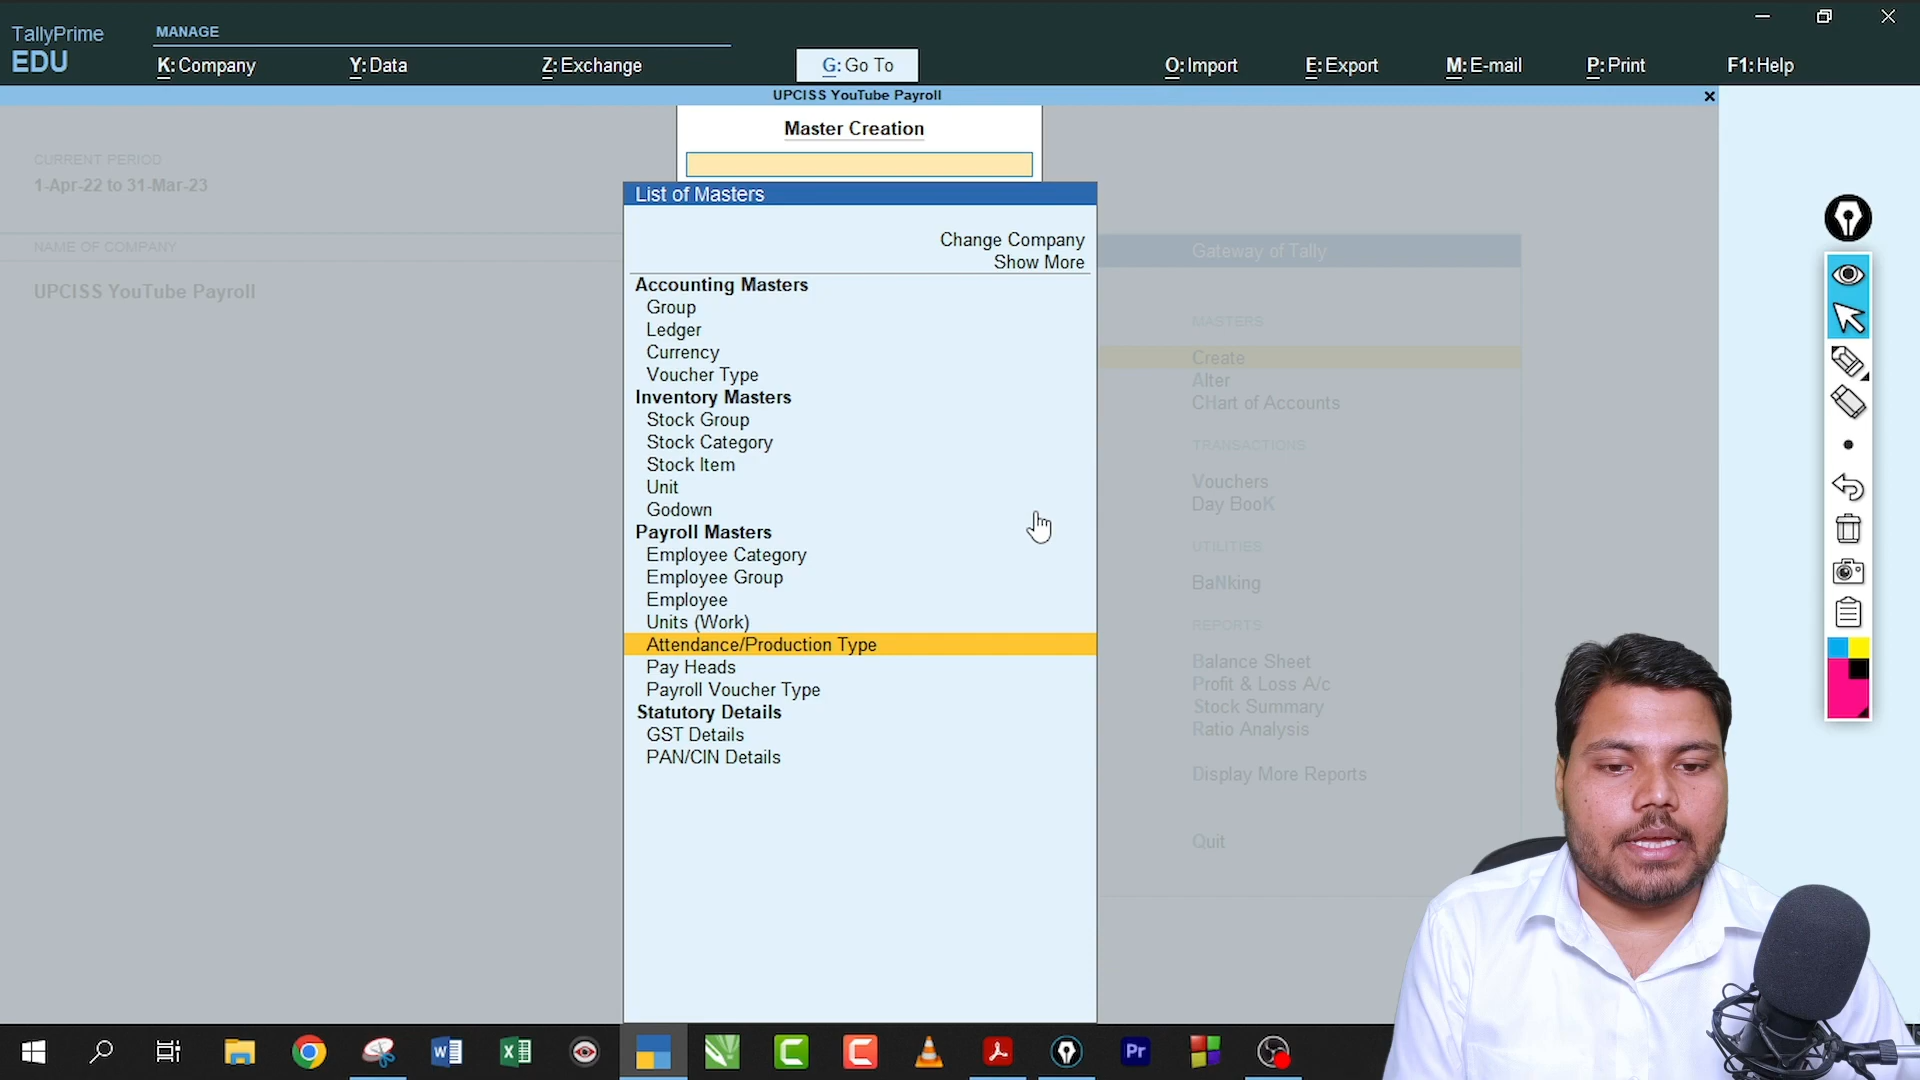 TallyPrime
EDU
MANAGE
K: Company
Y: Data
Z: Exchange
G: Go To
O: Import
E: Export
M: E-mail
P: Print
F1: Help
UPCISS YouTube Payroll
Master Creation
CURRENT PERIOD
1-Apr-22 to 31-Mar-23
NAME OF COMPANY
UPCISS YouTube Payroll
List of Masters
Change Company
Show More
Accounting Masters
Group
Ledger
Currency
Voucher Type
Inventory Masters
Stock Group
Stock Category
Stock Item
Unit
Godown
Payroll Masters
Employee Category
Employee Group
Employee
Units (Work)
Attendance/Production Type
Pay Heads
Payroll Voucher Type
Statutory Details
GST Details
PAN/CIN Details
Gateway of Tally
MASTERS
Create
Alter
CHart of Accounts
TRANSACTIONS
Vouchers
Day BooK
UTILITIES
BaNking
REPORTS
Balance Sheet
Profit & Loss A/c
Stock Summary
Ratio Analysis
Display More Reports
Quit
Pr